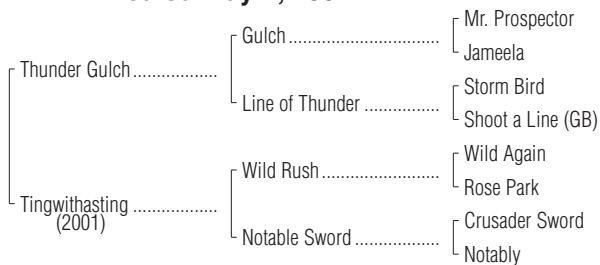 Mr. Prospector
Gulch
Jameela
Thunder Gulch
Storm Bird
Line of Thunder
Shoot a Line (GB)
Wild Again
Wild Rush
Rose Park
Tingwithasting
(2001)
Crusader Sword
Notable Sword
Notably